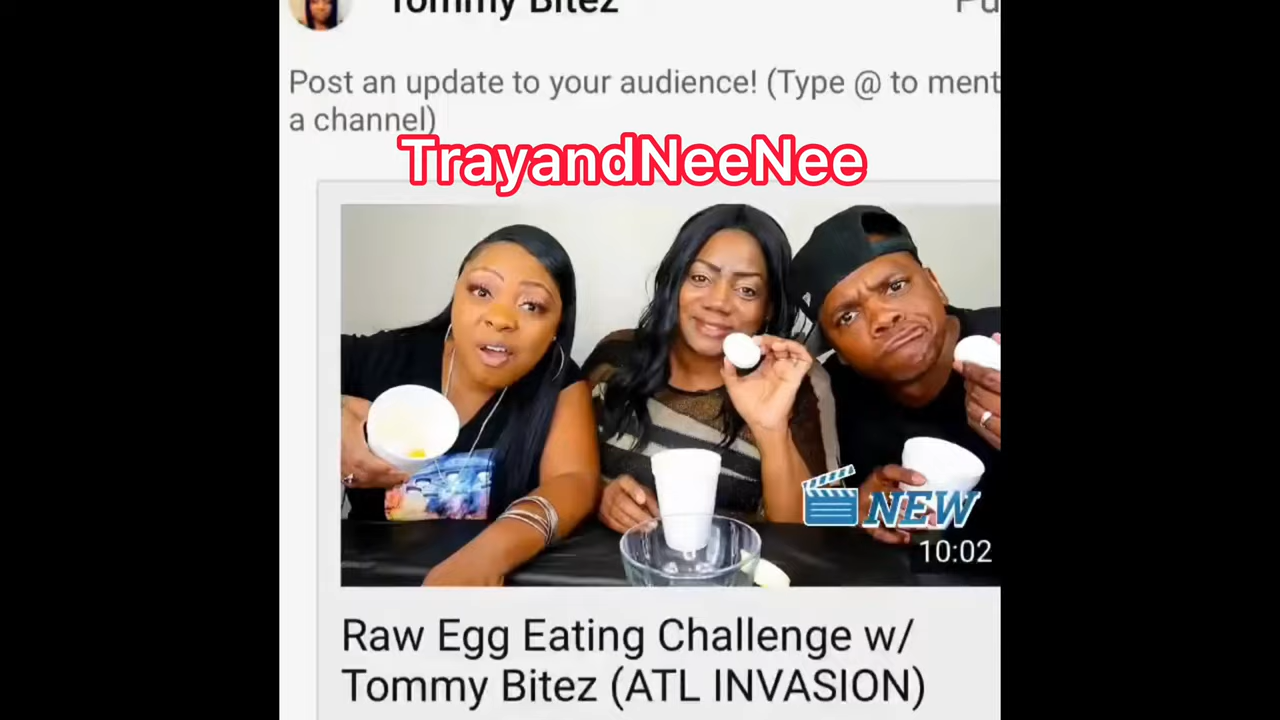 Tommy Bitez
Post an update to your audience! (Type @ to ment
a channel)
TrayandNeeNee
NEW
10:02
Raw Egg Eating Challenge w/
Tommy Bitez (ATL INVASION)